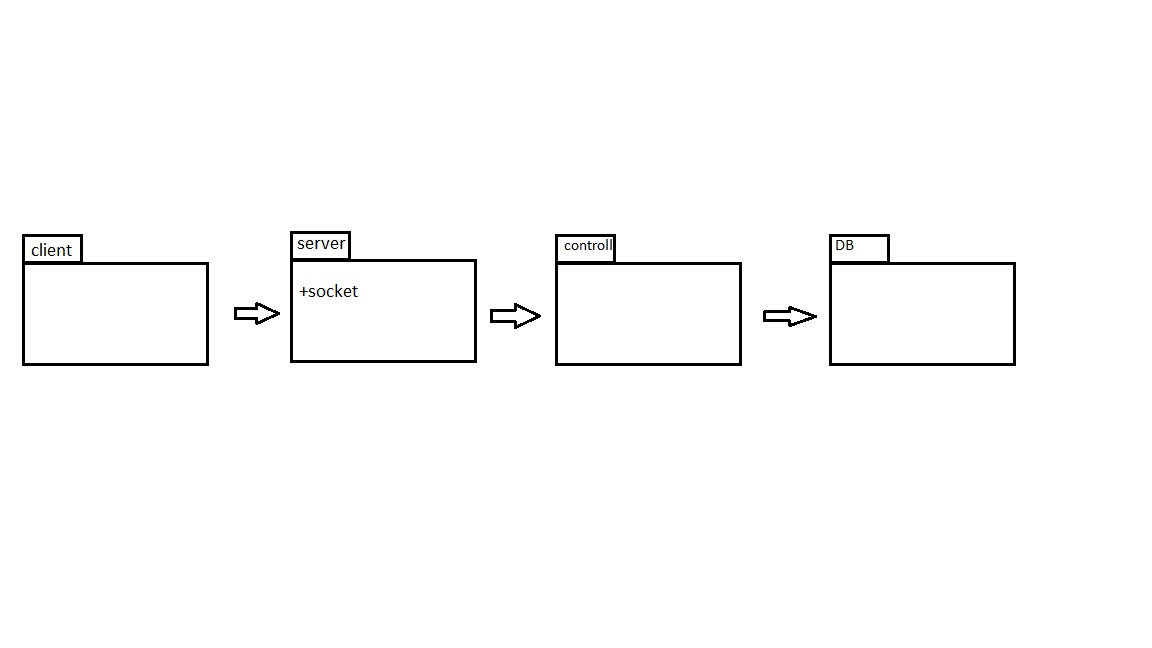 client
server
+socket
controll
DB